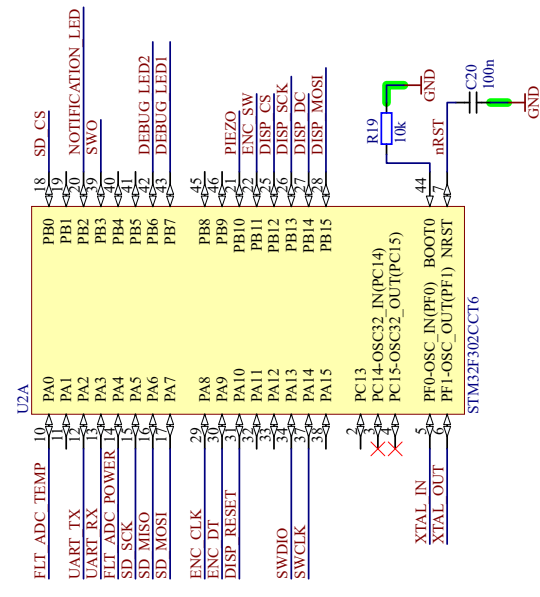 U2A
FLT_ADC_TEMP 10 PA0 PB0 18 SD_CS
11 PA1 PB1 19
UART_TX 12 PA2 PB2 20 NOTIFICATION_LED
UART_RX 13 PA3 PB3 39 SWO
FLT_ADC_POWER 14 PA4 PB4 40
SD_SCK 15 PA5 PB5 41
SD_MISO 16 PA6 PB6 42 DEBUG_LED2
SD_MOSI 17 PA7 PB7 43 DEBUG_LED1
ENC_CLK 29 PA8 PB8 45
ENC_DT 30 PA9 PB9 46
DISP_RESET 31 PA10 PB10 21 PIEZO
32 PA11 PB11 22 ENC_SW
33 PA12 PB12 25 DISP_CS
SWDIO 34 PA13 PB13 26 DISP_SCK
SWCLK 37 PA14 PB14 27 DISP_DC
38 PA15 PB15 28 DISP_MOSI
2 PC13
3 PC14-OSC32_IN(PC14)
4 PC15-OSC32_OUT(PC15)
R19
10k
GND
XTAL_IN 5 PF0-OSC_IN(PF0) BOOT0 44
XTAL_OUT 6 PF1-OSC_OUT(PF1) NRST 7 nRST
C20
100n
GND
STM32F302CCT6